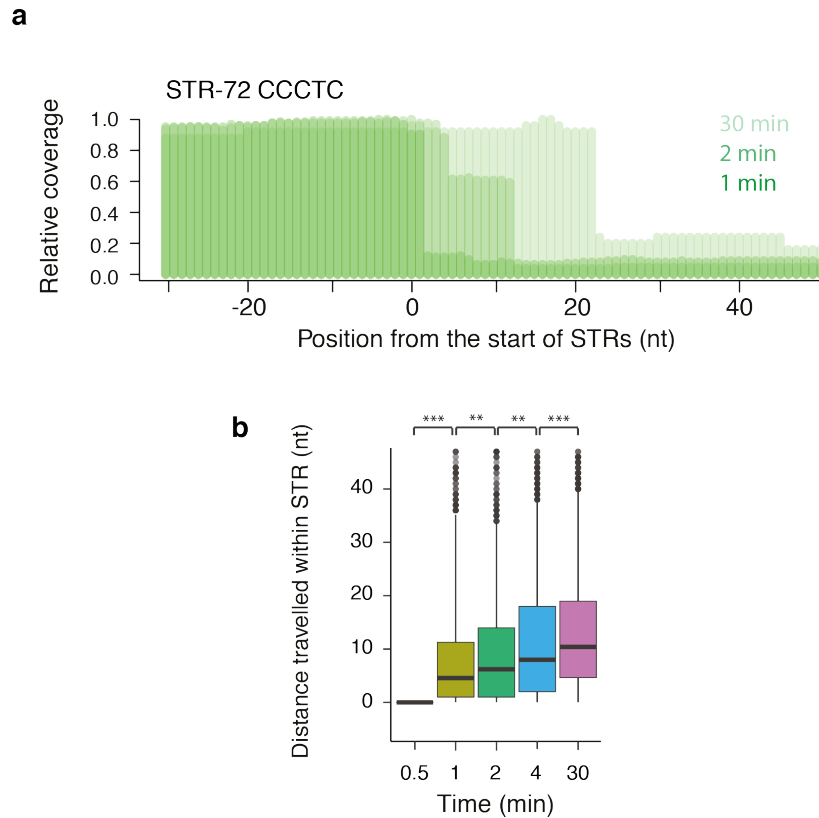 a
STR-72 CCCTC
Relative coverage
1.0
0.8
0.6
0.4
0.2
0.0
30 min
2 min
1 min
-20 0 20 40
Position from the start of STRs (nt)
b
*** ** ** ***
Distance travelled within STR (nt)
40
30
20
10
0
0.5 1 2 4 30
Time (min)